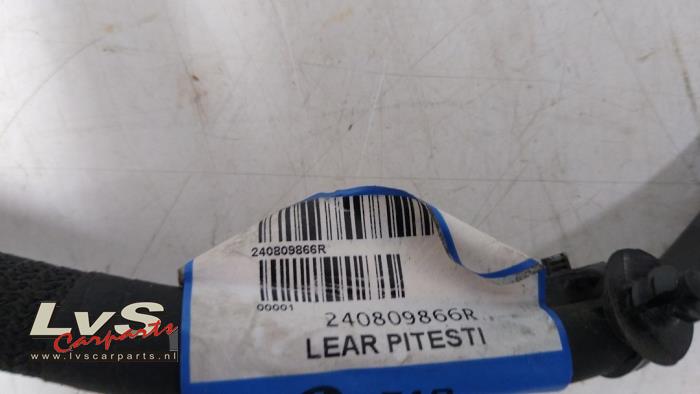 240809866R
00001
240809866R
LEAR PITESTI
LvS
Carparts
www.lvscarparts.nl